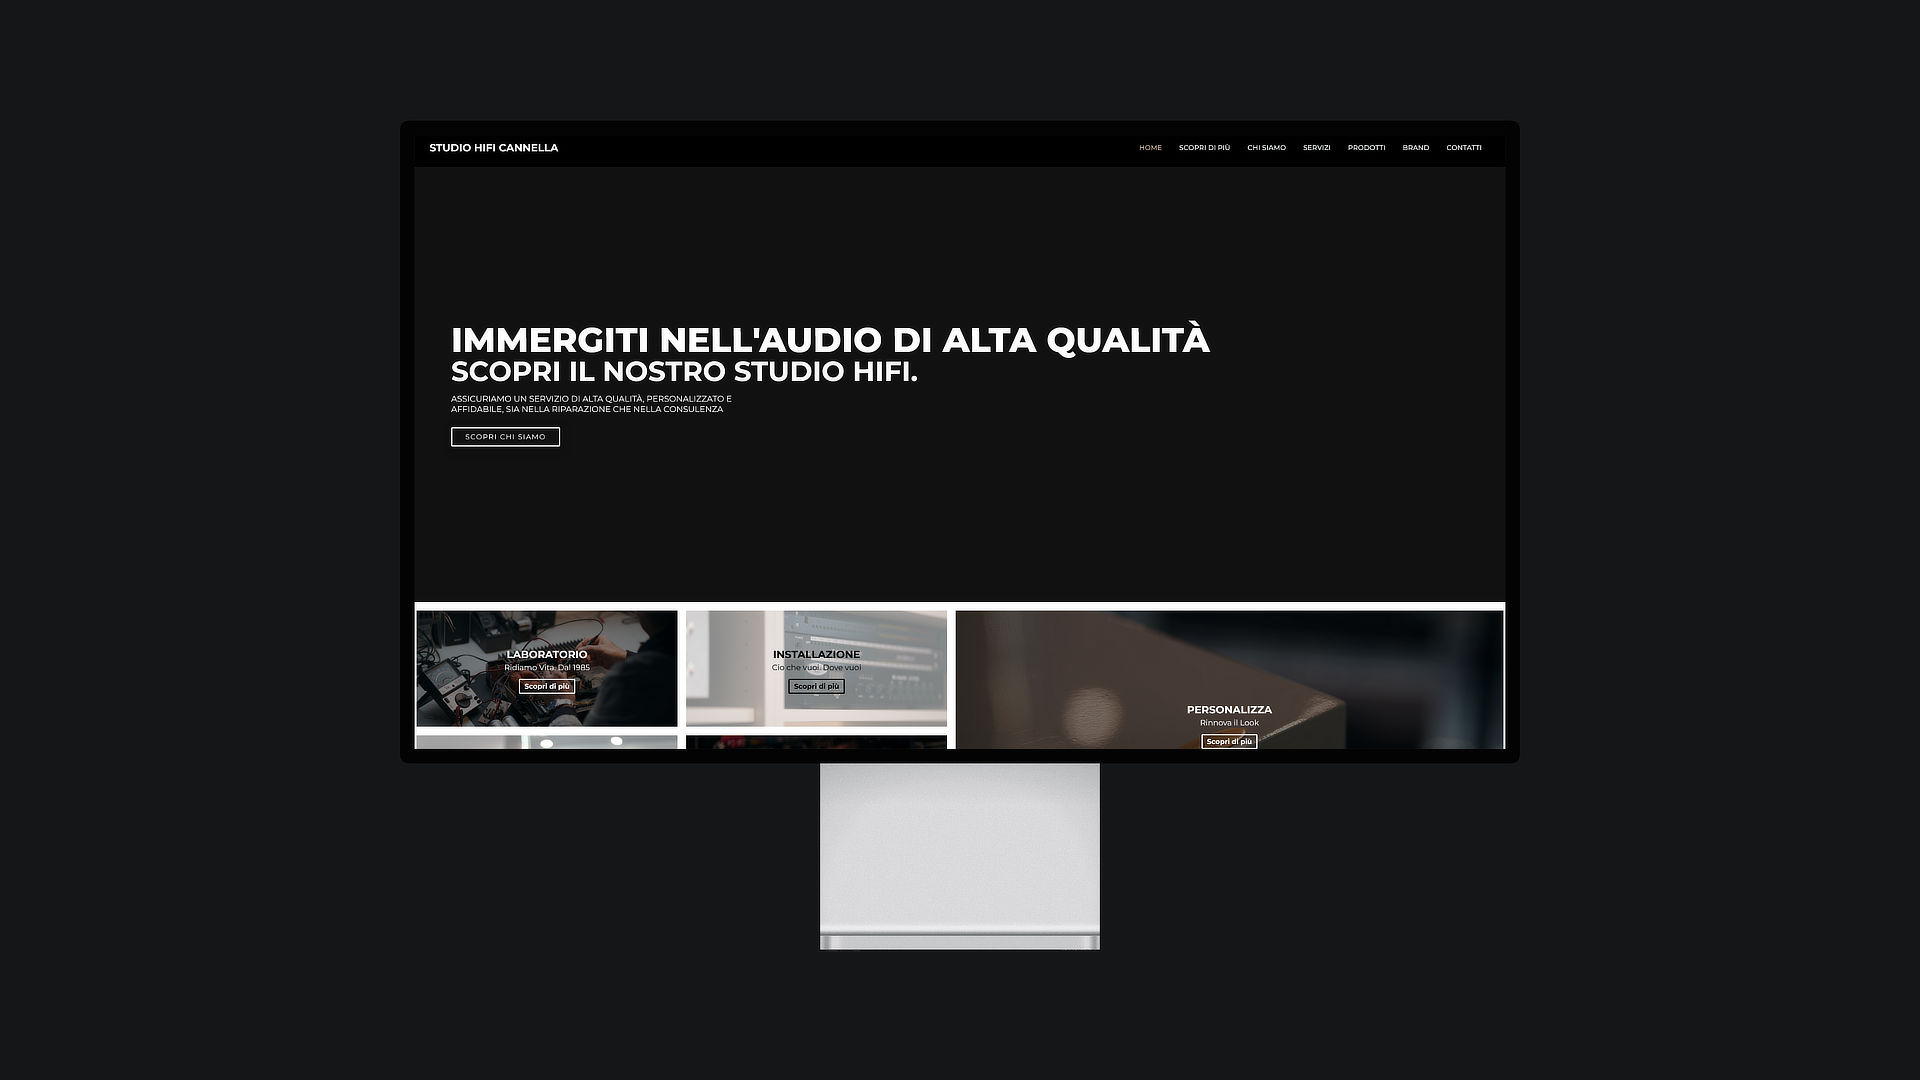 STUDIO HIFI CANNELLA
HOME SCOPRI DI PIÙ CHI SIAMO SERVIZI PRODOTTI BRAND CONTATTI
IMMERGITI NELL'AUDIO DI ALTA QUALITÀ
SCOPRI IL NOSTRO STUDIO HIFI.
ASSICURIAMO UN SERVIZIO DI ALTA QUALITÀ, PERSONALIZZATO E
AFFIDABILE, SIA NELLA RIPARAZIONE CHE NELLA CONSULENZA
SCOPRI CHI SIAMO
LABORATORIO
Ridiamo Vita. Dal 1985
Scopri di più
INSTALLAZIONE
Cio che vuoi. Dove vuoi
Scopri di più
PERSONALIZZA
Rinnova il Look
Scopri di più